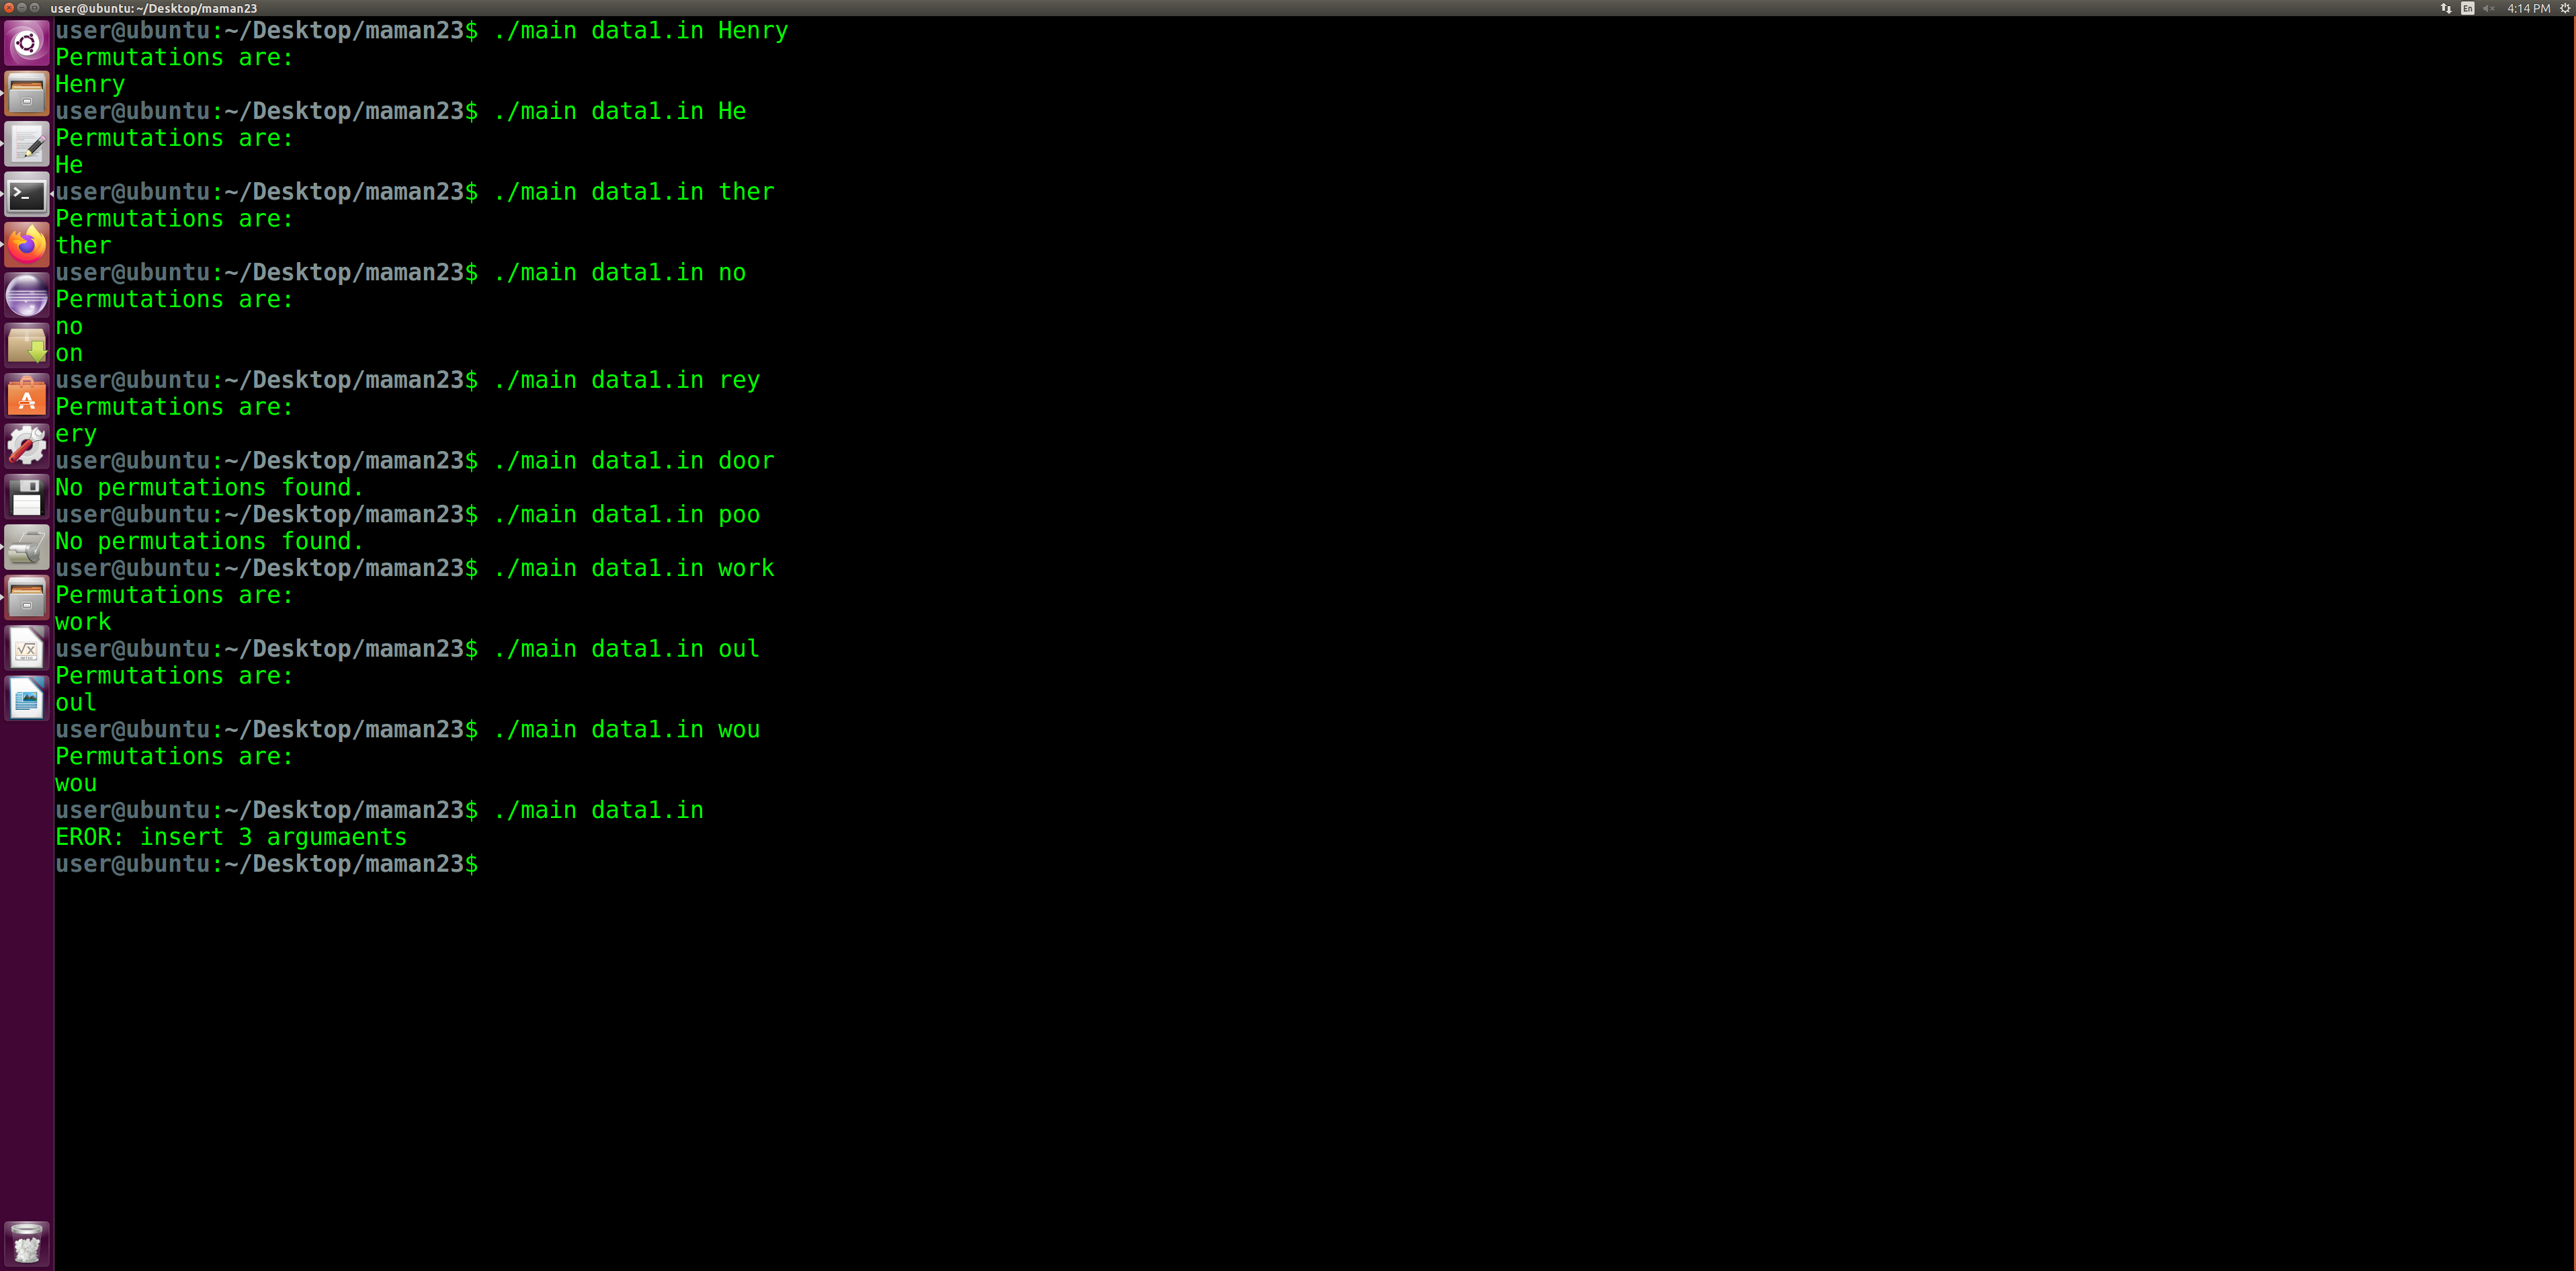 user@ubuntu: ~/Desktop/maman23
En
4:14 PM
user@ubuntu:~/Desktop/maman23$ ./main data1.in Henry
Permutations are:
Henry
user@ubuntu:~/Desktop/maman23$ ./main data1.in He
Permutations are:
He
user@ubuntu:~/Desktop/maman23$ ./main data1.in ther
Permutations are:
ther
user@ubuntu:~/Desktop/maman23$ ./main data1.in no
Permutations are:
no
on
user@ubuntu:~/Desktop/maman23$ ./main data1.in rey
Permutations are:
ery
user@ubuntu:~/Desktop/maman23$ ./main data1.in door
No permutations found.
user@ubuntu:~/Desktop/maman23$ ./main data1.in poo
No permutations found.
user@ubuntu:~/Desktop/maman23$ ./main data1.in work
Permutations are:
work
user@ubuntu:~/Desktop/maman23$ ./main data1.in oul
Permutations are:
oul
user@ubuntu:~/Desktop/maman23$ ./main data1.in wou
Permutations are:
wou
user@ubuntu:~/Desktop/maman23$ ./main data1.in
EROR: insert 3 argumaents
user@ubuntu:~/Desktop/maman23$